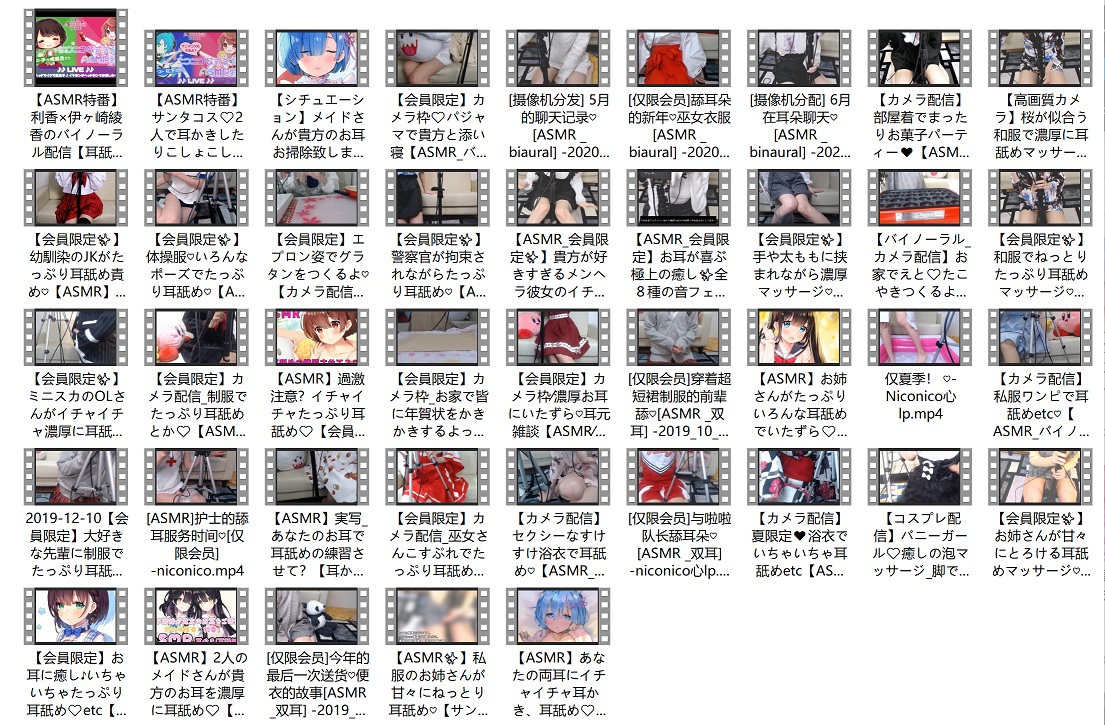 【ASMR特番】
利香×伊ヶ崎綾
香のバイノーラ
ル配信【耳舐...
【ASMR特番】
サンタコス♡2
人で耳かきした
りこしょこし...
【シチュエーシ
ョン】メイドさ
んが貴方のお耳
お掃除致しま...
【会員限定】カ
メラ枠♡パジャ
マで貴方と添い
寝【ASMR_バ...
[摄像机分发] 5月
的聊天记录♡
[ASMR_
biaural] -2020...
[仅限会员]舔耳朵
的新年♡巫女衣服
[ASMR_
biaural] -2020...
[摄像机分配] 6月
在耳朵聊天♡
[ASMR_
binaural] -202...
【カメラ配信】
部屋着でまった
りお菓子パーテ
ィー❤【ASM...
【高画質カメ
ラ】桜が似合う
和服で濃厚に耳
舐めマッサー...
【会員限定✨】
幼馴染のJKがた
っぷり耳舐め責
め♡【ASMR】...
【会員限定✨】
体操服♡いろんな
ポーズでたっぷ
り耳舐め♡【A...
【会員限定】エ
プロン姿でグラ
タンをつくるよ♡
【カメラ配信...
【会員限定✨】
警察官が拘束さ
れながらたっぷ
り耳舐め♡【A...
【ASMR_会員限
定✨】貴方が好
きすぎるメンヘ
ラ彼女のイチ...
【ASMR_会員限
定】お耳が喜ぶ
極上の癒し✨全
８種の音フェ...
【会員限定✨】
手や太ももに挟
まれながら濃厚
マッサージ♡...
【バイノーラル_
カメラ配信】お
家でえと♡たこ
やきつくるよ...
【会員限定✨】
和服でねっとり
たっぷり耳舐め
マッサージ♡...
【会員限定✨】
ミニスカのOLさ
んがイチャイチ
ャ濃厚に耳舐...
【会員限定】カ
メラ配信_制服で
たっぷり耳舐め
とか♡【ASM...
【ASMR】過激
注意？イチャイ
チャたっぷり耳
舐め♡【会員...
【会員限定】カ
メラ枠_お家で皆
に年賀状をかき
かきするよっ...
【会員限定】カ
メラ枠⁄濃厚お耳
にいたずら♡耳元
雑談【ASMR⁄...
[仅限会员]穿着超
短裙制服的前辈
舔♡[ASMR _双
耳] -2019_10_...
【ASMR】お姉
さんがたっぷり
いろんな耳舐め
でいたずら♡...
仅夏季！ ♡-
Niconico心
lp.mp4
【カメラ配信】
私服ワンピで耳
舐めetc♡【
ASMR_バイノ...
2019-12-10【会
員限定】大好き
な先輩に制服で
たっぷり耳舐...
[ASMR]护士的舔
耳服务时间♡[仅
限会员]
-niconico.mp4
【ASMR】実写_
あなたのお耳で
耳舐めの練習さ
せて？【耳か...
【会員限定】カ
メラ配信_巫女さ
んこすぷれでた
っぷり耳舐め...
【カメラ配信】
セクシーなすけ
すけ浴衣で耳舐
め♡【ASMR_...
[仅限会员]与啦啦
队长舔耳朵♡
[ASMR _双耳]
-niconico心lp....
【カメラ配信】
夏限定❤浴衣で
いちゃいちゃ耳
舐めetc【AS...
【コスプレ配
信】バニーガー
ル♡癒しの泡マ
ッサージ_脚で...
【会員限定✨】
お姉さんが甘々
にとろける耳舐
めマッサージ♡...
【会員限定】お
耳に癒し♪いちゃ
いちゃたっぷり
耳舐め♡etc【...
【ASMR】2人の
メイドさんが貴
方のお耳を濃厚
に耳舐め♡【...
[仅限会员]今年的
最后一次送货♡便
衣的故事[ASMR
_双耳] -2019_...
【ASMR✨】私
服のお姉さんが
甘々にねっとり
耳舐め♡【サン...
【ASMR】あな
たの両耳にイチ
ャイチャ耳か
き、耳舐め♡...